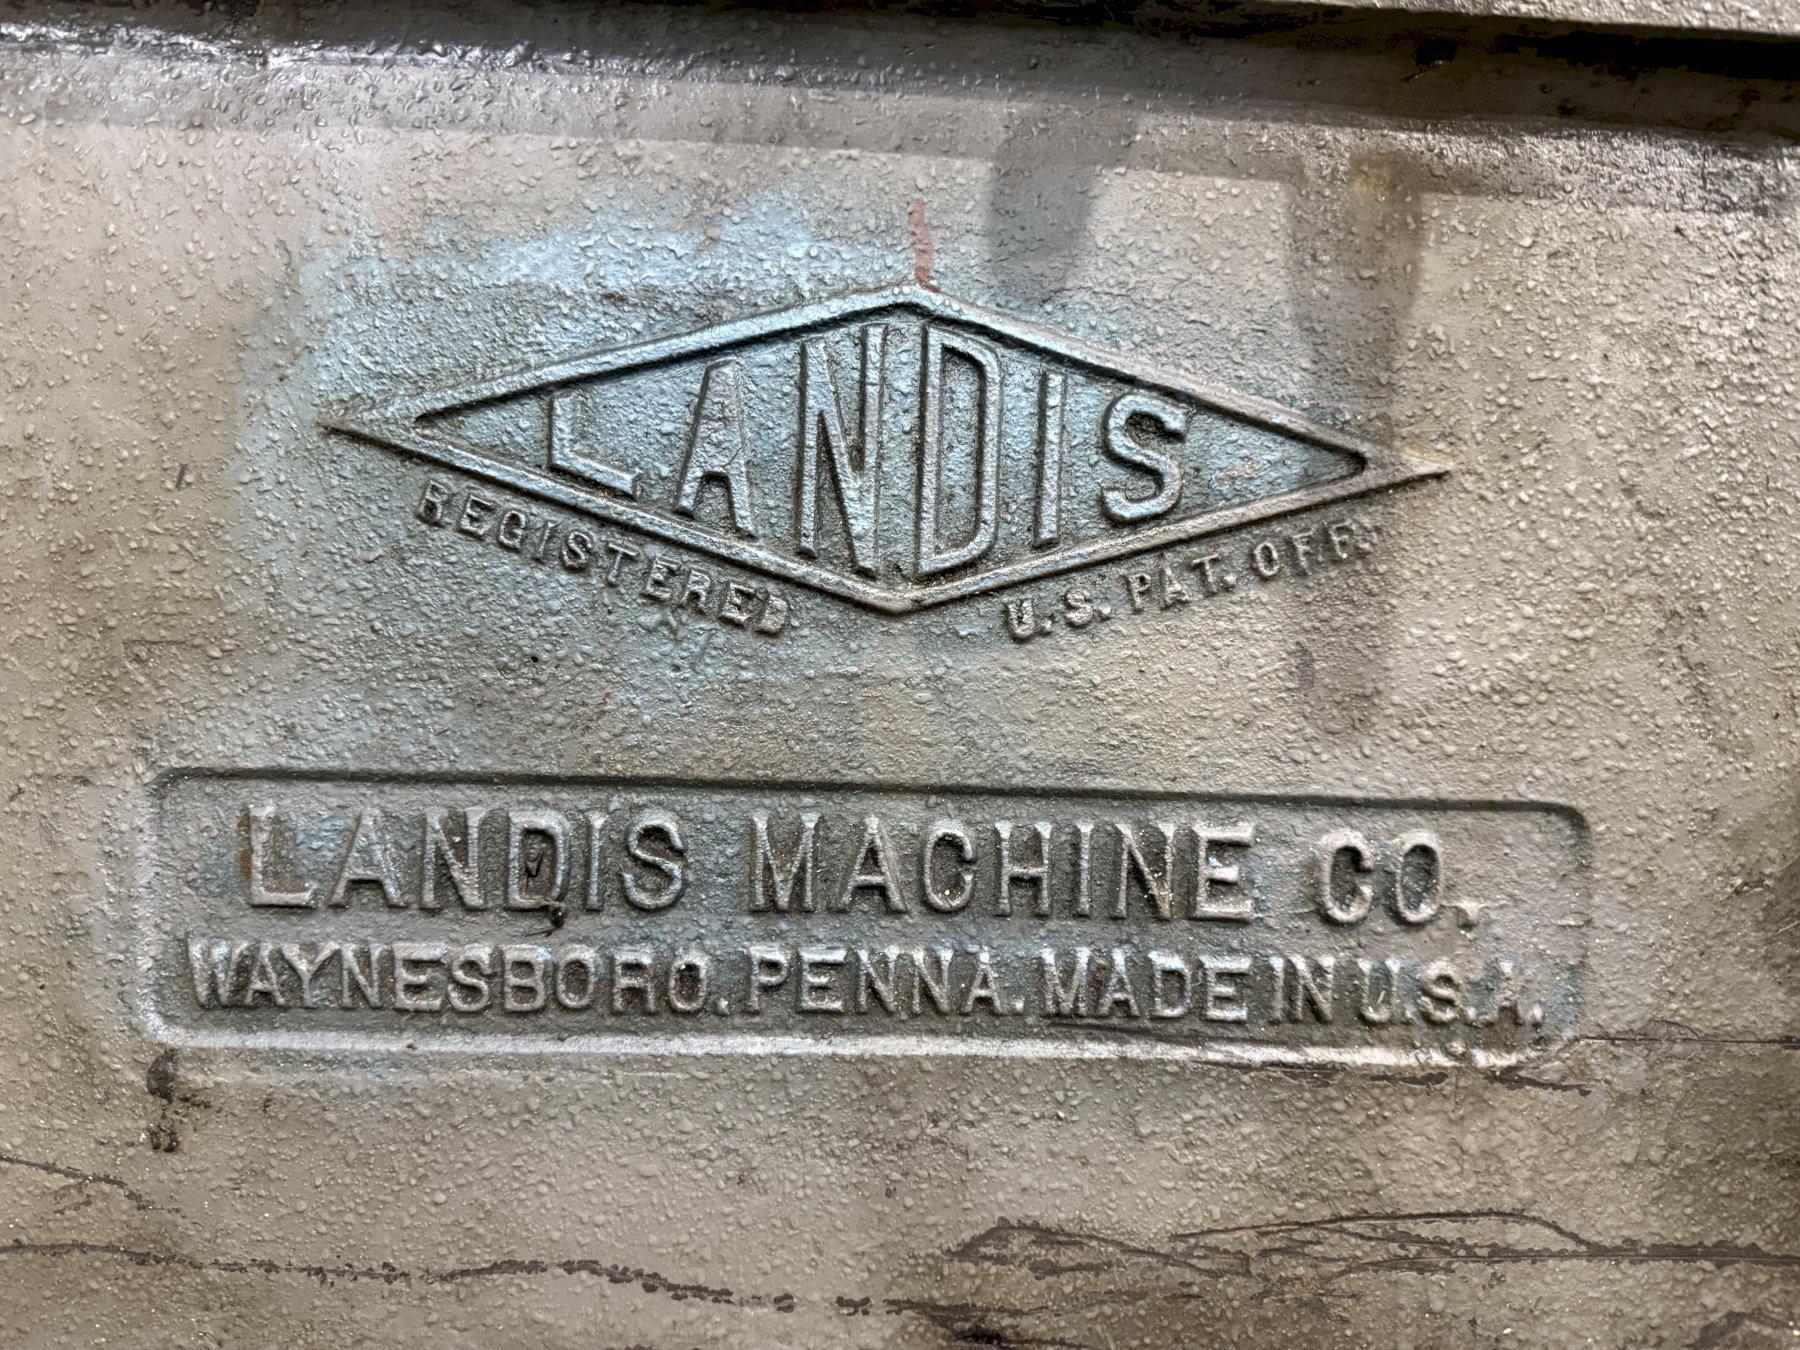 LANDIS
REGISTERED U.S. PAT. OFF.
LANDIS MACHINE CO.
WAYNESBORO. PENNA. MADE IN U.S.A.